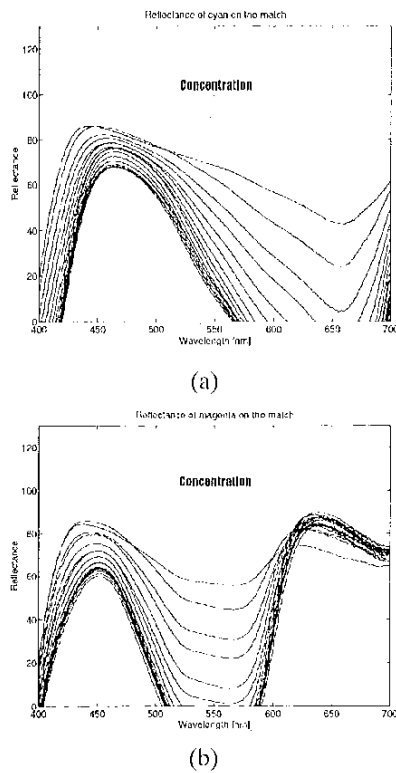 Reflectance of cyan on the match
Concentration
120
100
80
60
40
20
0
Reflectance
400 450 500 550 600 650 700
Wavelength [nm]
(a)
Reflectance of magenta on the match
Concentration
120
100
80
60
40
20
0
Reflectance
400 450 500 550 600 650 700
Wavelength [nm]
(b)